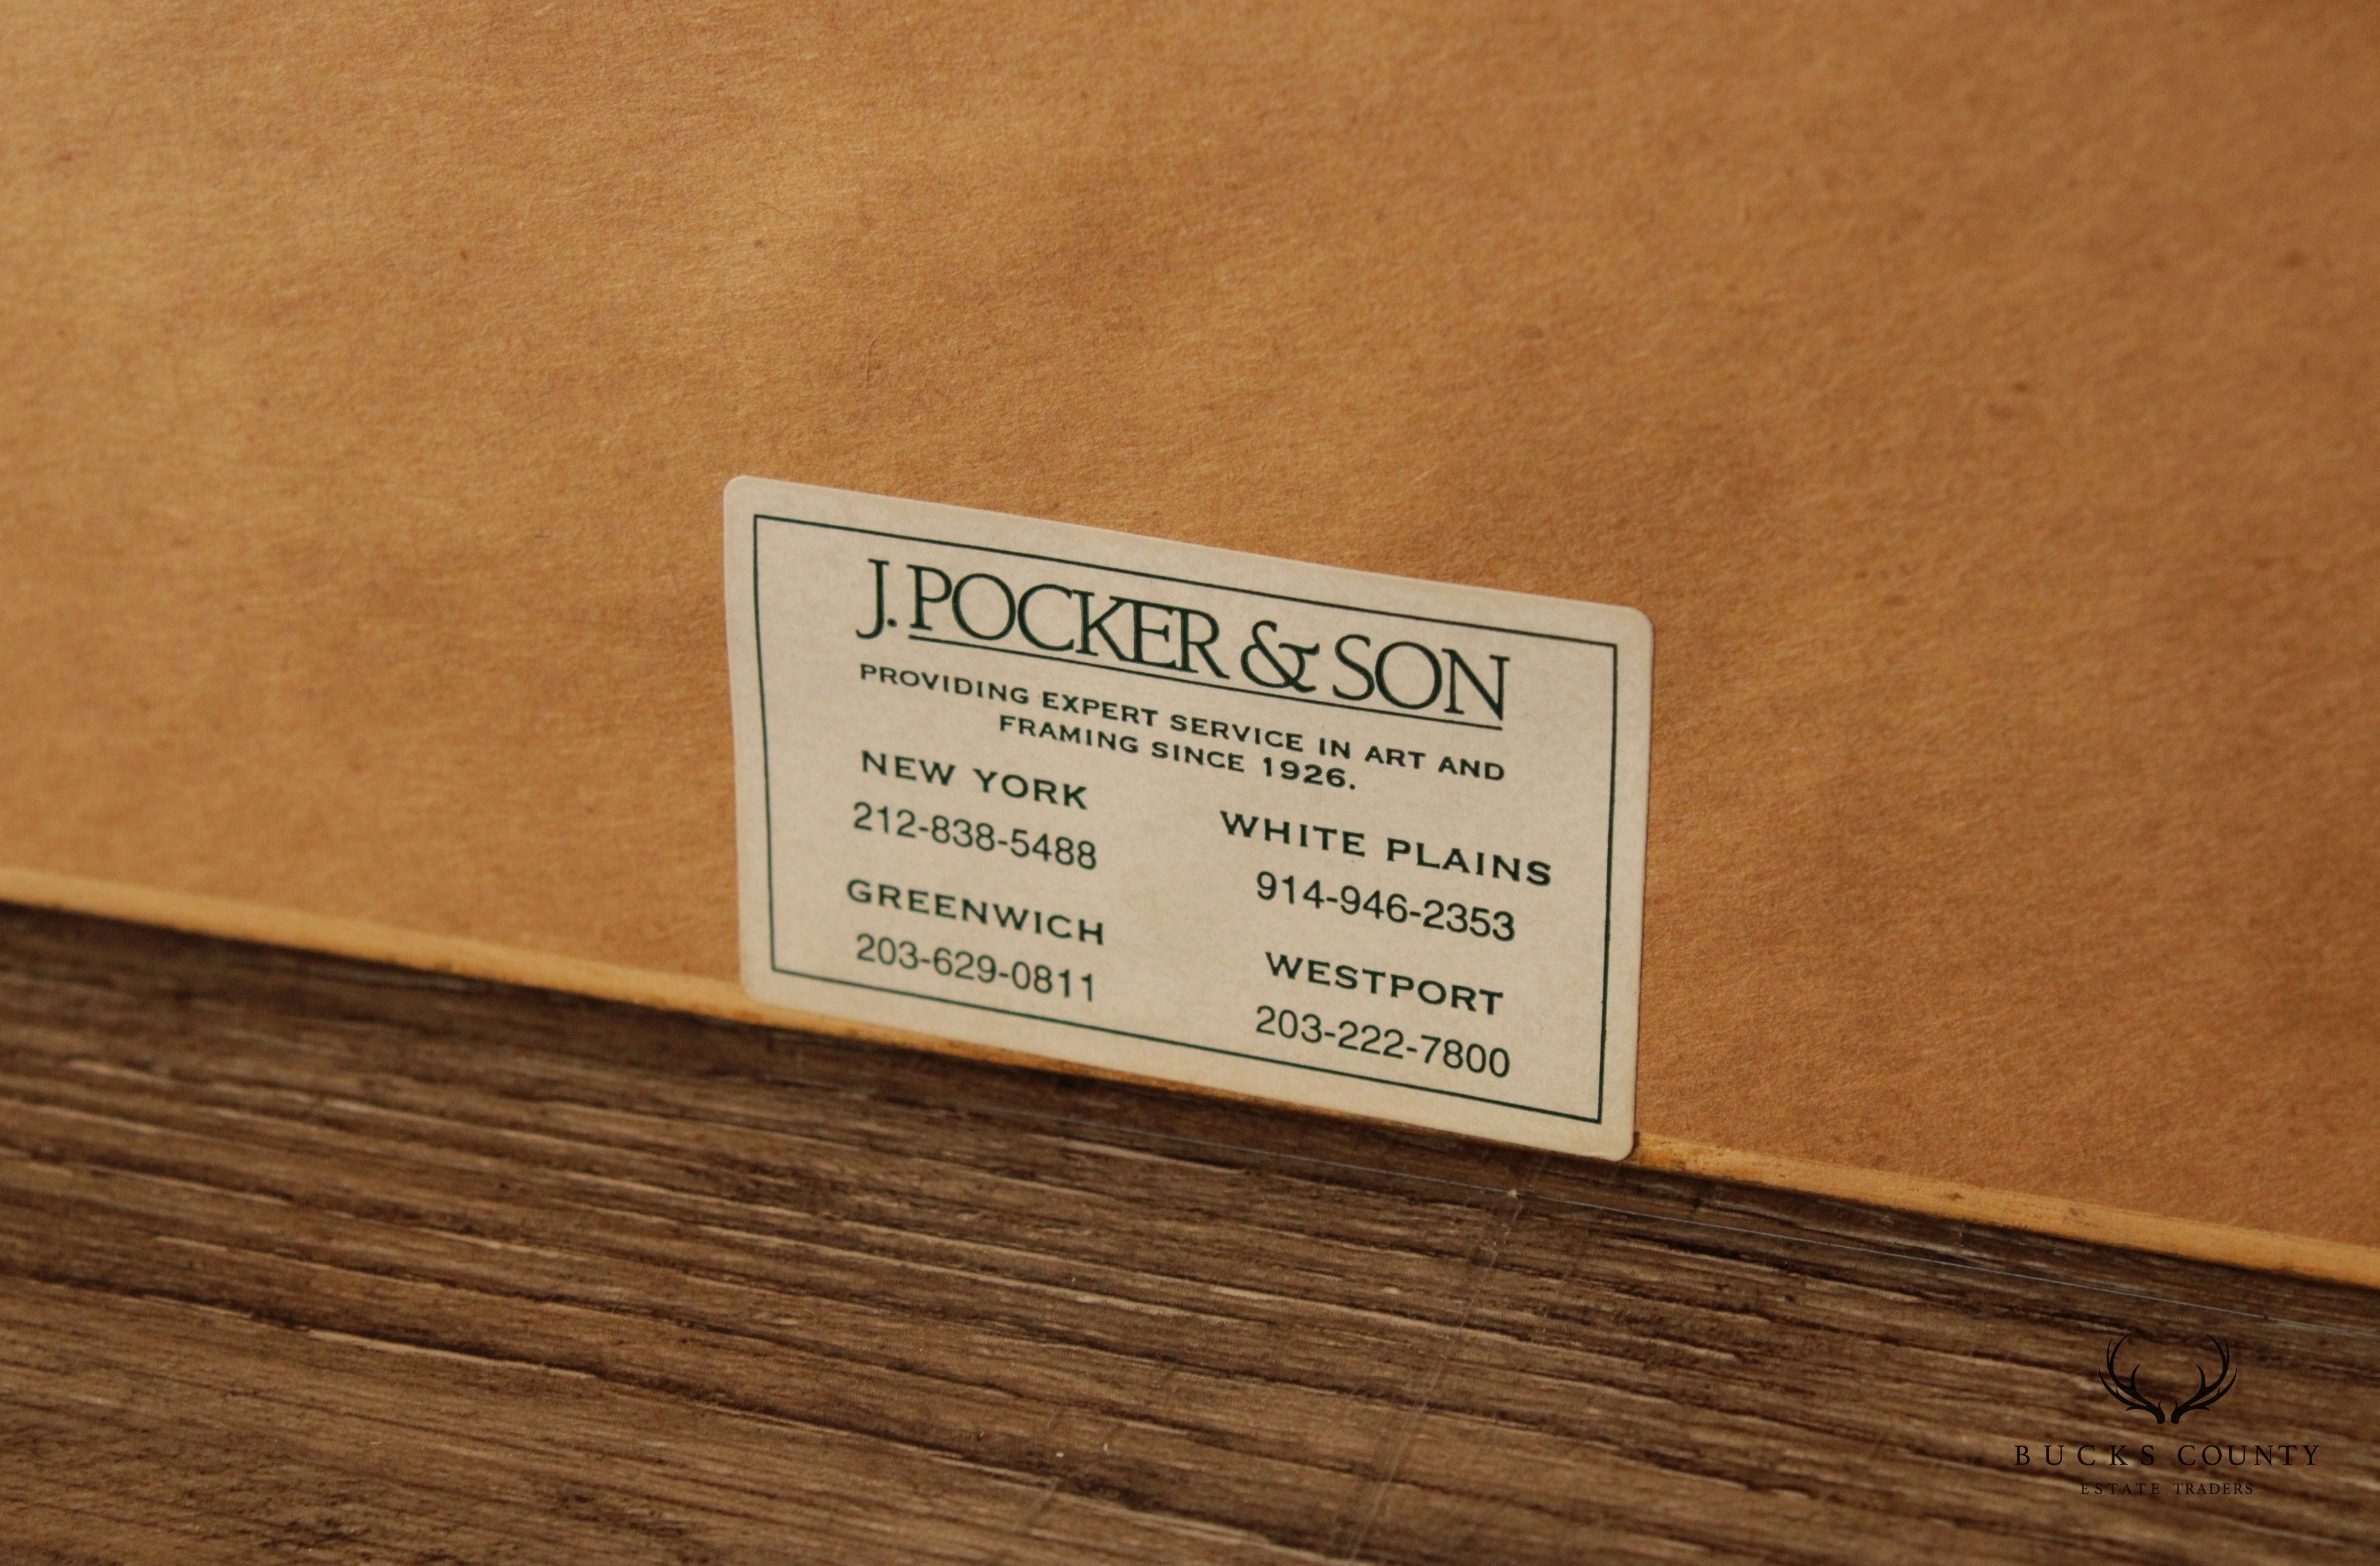 J. POCKER & SON
PROVIDING EXPERT SERVICE IN ART AND
FRAMING SINCE 1926.
NEW YORK
212-838-5488
GREENWICH
203-629-0811
WHITE PLAINS
914-946-2353
WESTPORT
203-222-7800
BUCKS COUNTY
ESTATE TRADERS